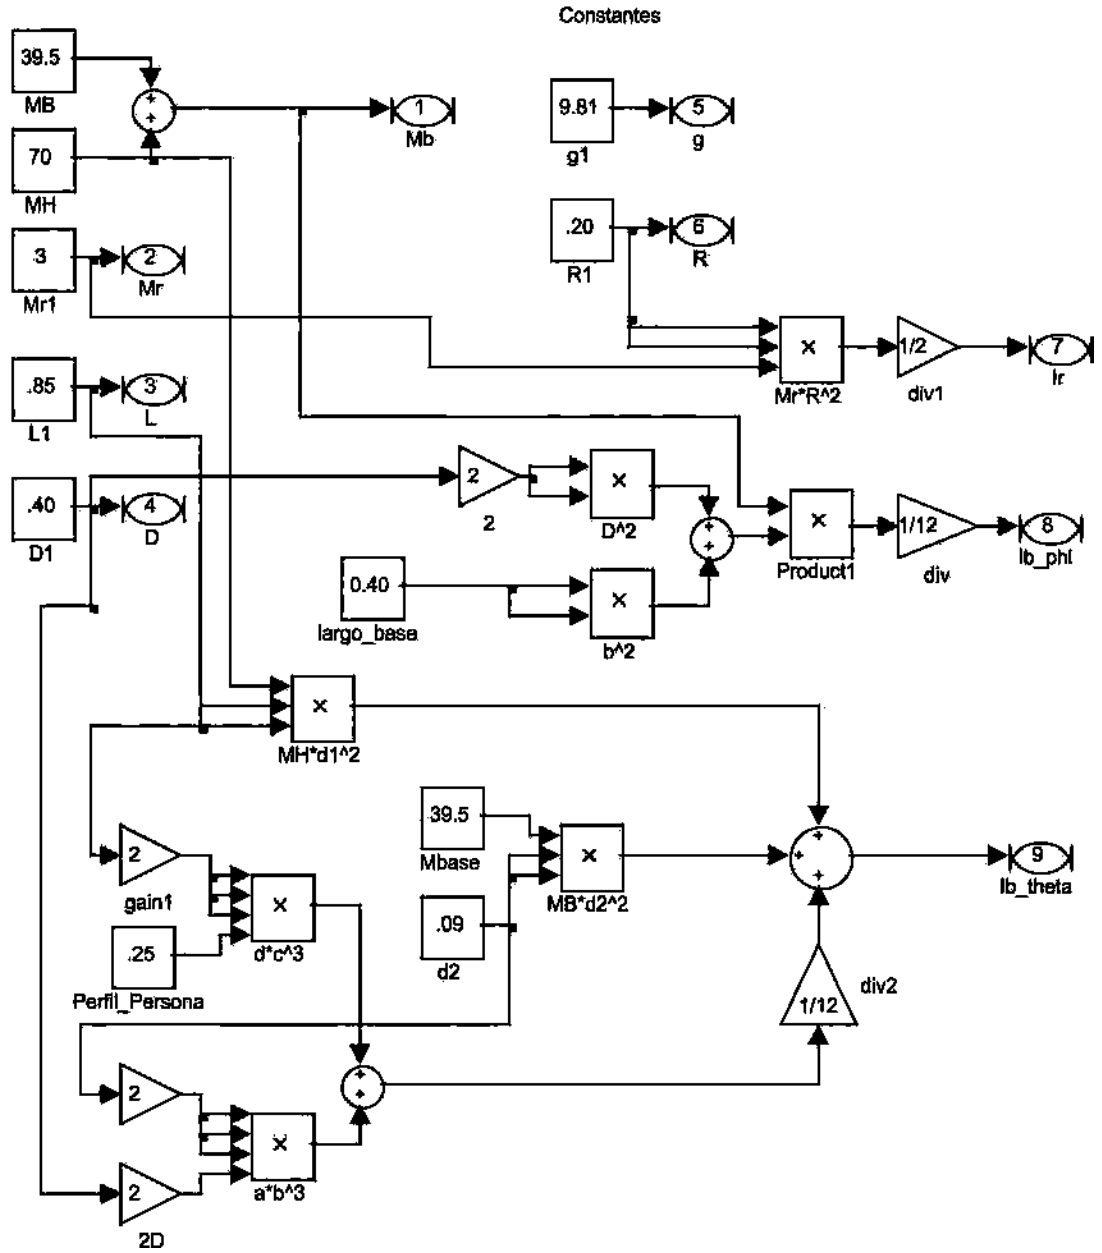 Constantes
39.5
MB
+
+
1
Mb
9.81
g1
5
g
70
MH
.20
R1
6
R
3
Mr1
2
Mr
×
Mr*R^2
1/2
div1
7
Ir
.85
L1
3
L
2
2
×
D^2
.40
D1
4
D
+
+
×
Product1
1/12
div
8
Ib_phi
0.40
largo_base
×
b^2
×
MH*d1^2
39.5
Mbase
×
MB*d2^2
+
+
+
9
Ib_theta
2
gain1
×
d*c^3
.25
Perfil_Persona
.09
d2
1/12
div2
2
+
+
×
a*b^3
2
2D